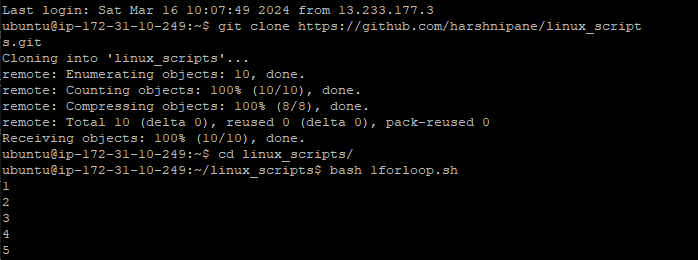 Last login: Sat Mar 16 10:07:49 2024 from 13.233.177.3
ubuntu@ip-172-31-10-249:~$ git clone https://github.com/harshnipane/linux_script
s.git
Cloning into 'linux_scripts'...
remote: Enumerating objects: 10, done.
remote: Counting objects: 100% (10/10), done.
remote: Compressing objects: 100% (8/8), done.
remote: Total 10 (delta 0), reused 0 (delta 0), pack-reused 0
Receiving objects: 100% (10/10), done.
ubuntu@ip-172-31-10-249:~$ cd linux_scripts/
ubuntu@ip-172-31-10-249:~/linux_scripts$ bash 1forloop.sh
1
2
3
4
5